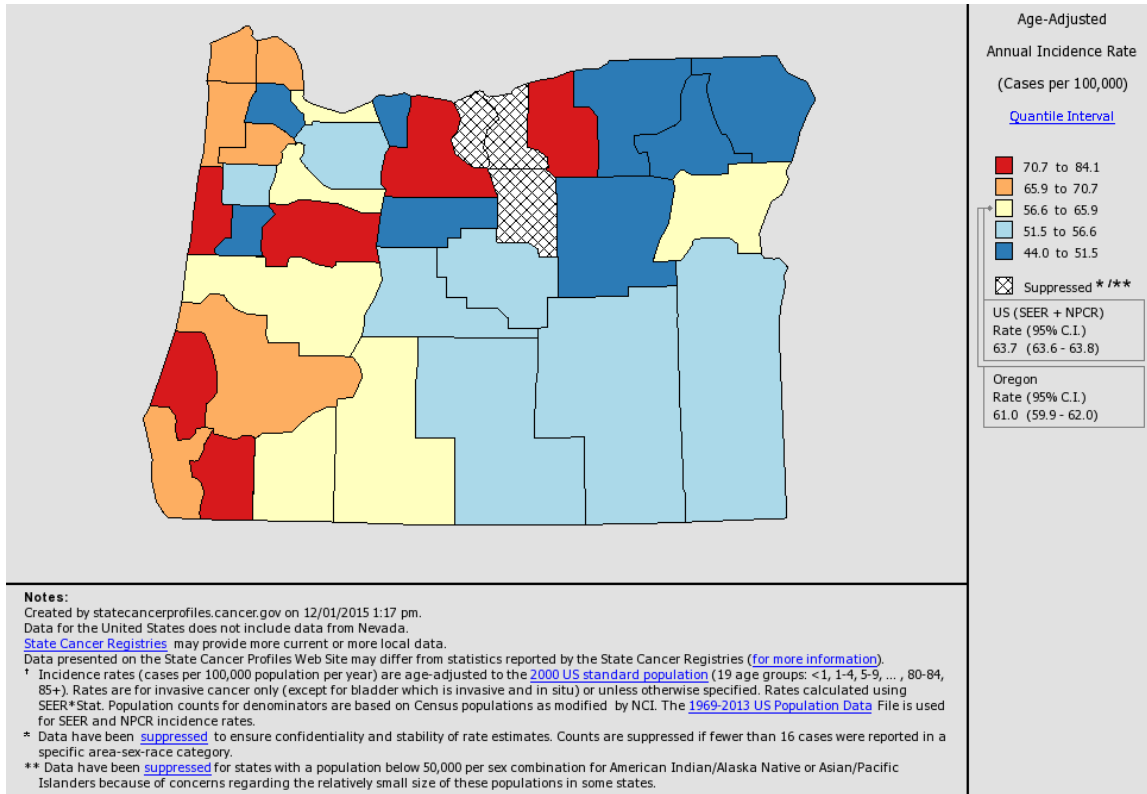 Age-Adjusted
Annual Incidence Rate
(Cases per 100,000)
Quantile Interval
70.7 to 84.1
65.9 to 70.7
56.6 to 65.9
51.5 to 56.6
44.0 to 51.5
Suppressed * /**
US (SEER + NPCR)
Rate (95% C.I.)
63.7 (63.6 - 63.8)
Oregon
Rate (95% C.I.)
61.0 (59.9 - 62.0)
Notes:
Created by statecancerprofiles.cancer.gov on 12/01/2015 1:17 pm.
Data for the United States does not include data from Nevada.
State Cancer Registries may provide more current or more local data.
Data presented on the State Cancer Profiles Web Site may differ from statistics reported by the State Cancer Registries (for more information).
† Incidence rates (cases per 100,000 population per year) are age-adjusted to the 2000 US standard population (19 age groups: <1, 1-4, 5-9, ... , 80-84,
85+). Rates are for invasive cancer only (except for bladder which is invasive and in situ) or unless otherwise specified. Rates calculated using
SEER*Stat. Population counts for denominators are based on Census populations as modified by NCI. The 1969-2013 US Population Data File is used
for SEER and NPCR incidence rates.
* Data have been suppressed to ensure confidentiality and stability of rate estimates. Counts are suppressed if fewer than 16 cases were reported in a
specific area-sex-race category.
** Data have been suppressed for states with a population below 50,000 per sex combination for American Indian/Alaska Native or Asian/Pacific
Islanders because of concerns regarding the relatively small size of these populations in some states.